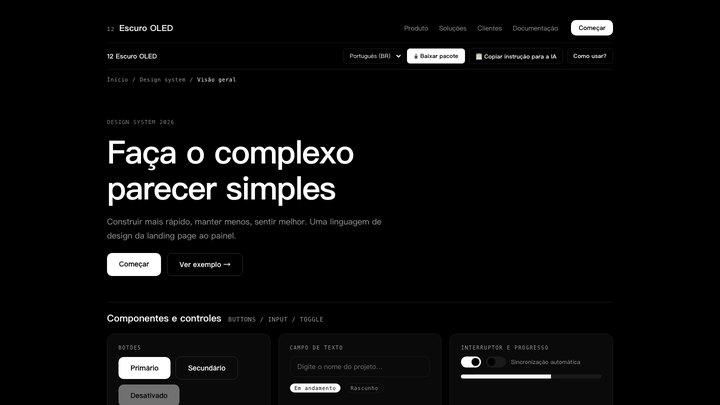 12 Escuro OLED
Produto Soluções Clientes Documentação Começar
12 Escuro OLED
Português (BR) Baixar pacote Copiar instrução para a IA Como usar?
Início / Design system / Visão geral
DESIGN SYSTEM 2026
Faça o complexo
parecer simples
Construir mais rápido, manter menos, sentir melhor. Uma linguagem de
design da landing page ao painel.
Começar Ver exemplo →
Componentes e controles BUTTONS / INPUT / TOGGLE
BOTÕES
Primário Secundário
Desativado
CAMPO DE TEXTO
Digite o nome do projeto...
Em andamento Rascunho
INTERRUPTOR E PROGRESSO
Sincronização automática